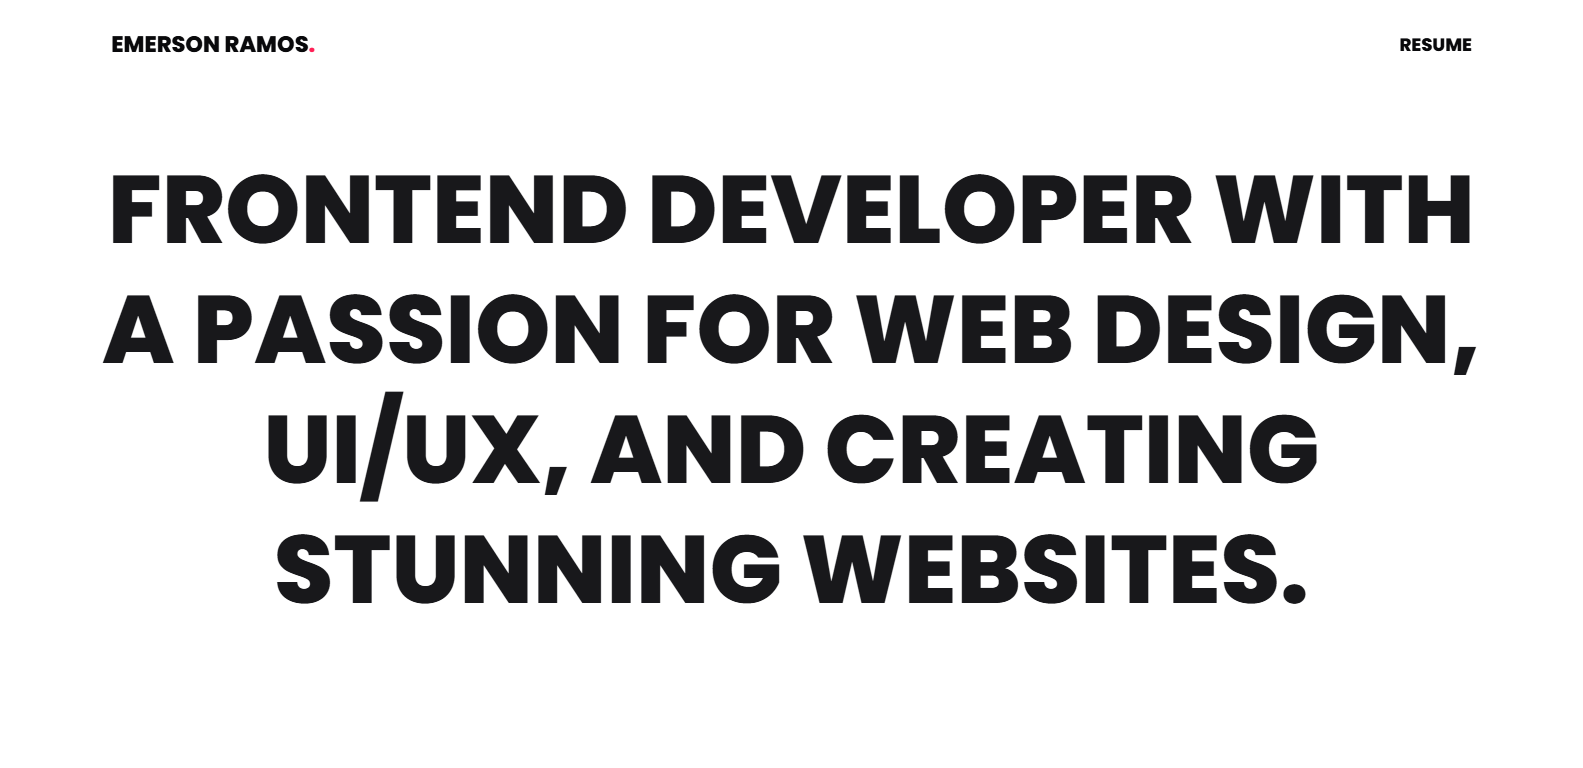 EMERSON RAMOS.
RESUME
FRONTEND DEVELOPER WITH
A PASSION FOR WEB DESIGN,
UI/UX, AND CREATING
STUNNING WEBSITES.